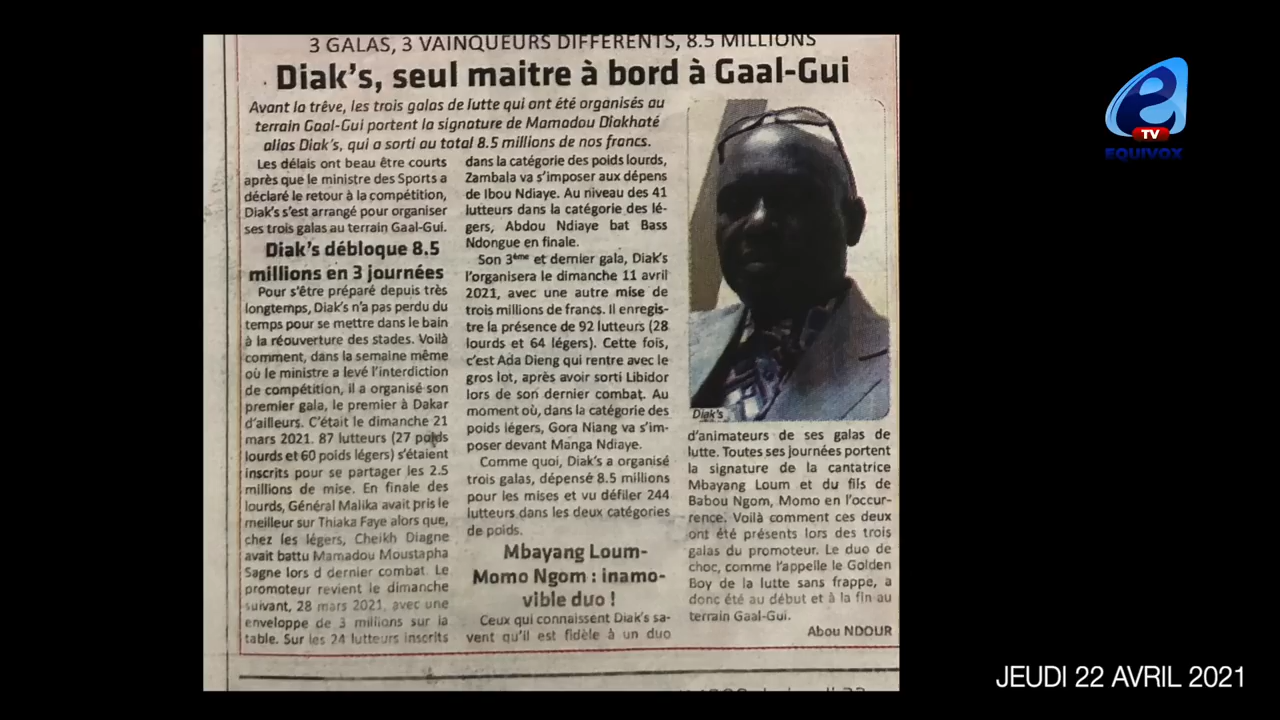 3 GALAS, 3 VAINQUEURS DIFFERENTS, 8.5 MILLIONS
Diak's, seul maitre à bord à Gaal-Gui
Avant la trêve, les trois galas de lutte qui ont été organisés au
terrain Gaal-Gui portent la signature de Mamadou Diakhaté
alias Diak's, qui a sorti au total 8.5 millions de nos francs.
Les délais ont beau être courts
après que le ministre des Sports a
déclaré le retour à la compétition,
Diak's s'est arrangé pour organiser
ses trois galas au terrain Gaal-Gui.
Diak's débloque 8.5
millions en 3 journées
Pour s'être préparé depuis très
longtemps, Diak's n'a pas perdu du
temps pour se mettre dans le bain
à la réouverture des stades. Voilà
comment, dans la semaine même
où le ministre a levé l'interdiction
de compétition, il a organisé son
premier gala, le premier à Dakar
d'ailleurs. C'était le dimanche 21
mars 2021. 87 lutteurs (27 poids
lourds et 60 poids légers) s'étaient
inscrits pour se partager les 2.5
millions de mise. En finale des
lourds, Général Malika avait pris le
meilleur sur Thiaka Faye alors que,
chez les légers, Cheikh Diagne
avait battu Mamadou Moustapha
Sagne lors d dernier combat. Le
promoteur revient le dimanche
suivant, 28 mars 2021, avec une
enveloppe de 3 millions sur la
table. Sur les 24 lutteurs inscrits
dans la catégorie des poids lourds,
Zambala va s'imposer aux dépens
de Ibou Ndiaye. Au niveau des 41
lutteurs dans la catégorie des lé-
gers, Abdou Ndiaye bat Bass
Ndongue en finale.
Son 3ème et dernier gala, Diak's
l'organisera le dimanche 11 avril
2021, avec une autre mise de
trois millions de francs. Il enregis-
tre la présence de 92 lutteurs (28
lourds et 64 légers). Cette fois,
c'est Ada Dieng qui rentre avec le
gros lot, après avoir sorti Libidor
lors de son dernier combat. Au
moment où, dans la catégorie des
poids légers, Gora Niang va s'im-
poser devant Manga Ndiaye.
Comme quoi, Diak's a organisé
trois galas, dépensé 8.5 millions
pour les mises et vu défiler 244
lutteurs dans les deux catégories
de poids.
Mbayang Loum-
Momo Ngom : inamo-
vible duo !
Ceux qui connaissent Diak's sa-
vent qu'il est fidèle à un duo
Diak's
d'animateurs de ses galas de
lutte. Toutes ses journées portent
la signature de la cantatrice
Mbayang Loum et du fils de
Babou Ngom, Momo en l'occur-
rence. Voilà comment ces deux
ont été présents lors des trois
galas du promoteur. Le duo de
choc, comme l'appelle le Golden
Boy de la lutte sans frappe, a
donc été au début et à la fin au
terrain Gaal-Gui.
Abou NDOUR
e
TV
EQUIVOX
JEUDI 22 AVRIL 2021